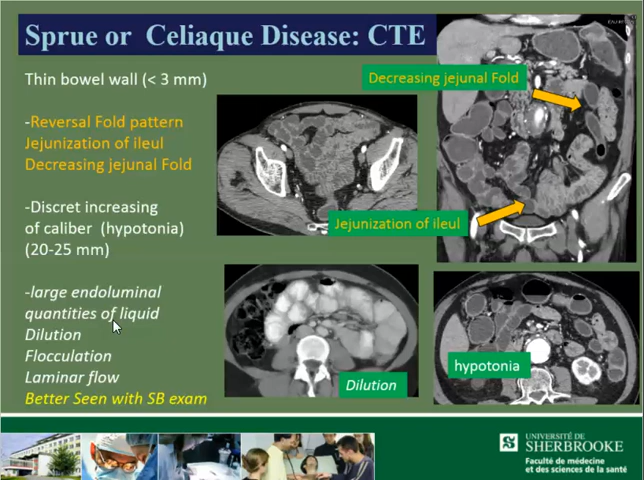 Sprue or Celiaque Disease: CTE
Thin bowel wall (< 3 mm)
-Reversal Fold pattern
Jejunization of ileul
Decreasing jejunal Fold
-Discret increasing
of caliber (hypotonia)
(20-25 mm)
-large endoluminal
quantities of liquid
Dilution
Flocculation
Laminar flow
Better Seen with SB exam
Decreasing jejunal Fold
Jejunization of ileul
Dilution
hypotonia
S
UNIVERSITÉ DE
SHERBROOKE
Faculté de médecine
et des sciences de la santé